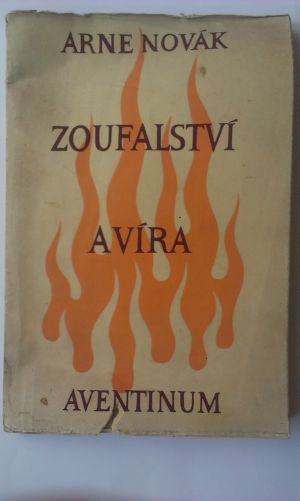 ARNE NOVÁK
ZOUFALSTVÍ
A VÍRA
AVENTINUM